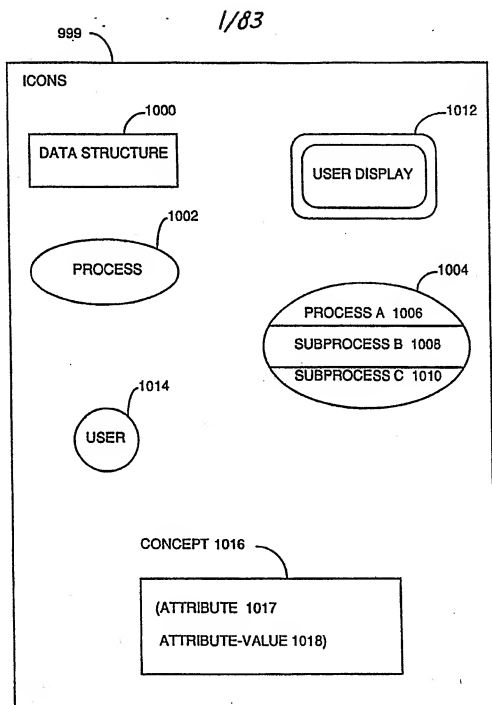 1/83
999
ICONS
1000
1012
DATA STRUCTURE
USER DISPLAY
1002
PROCESS
1004
PROCESS A 1006
SUBPROCESS B 1008
SUBPROCESS C 1010
1014
USER
CONCEPT 1016
(ATTRIBUTE 1017
ATTRIBUTE-VALUE 1018)